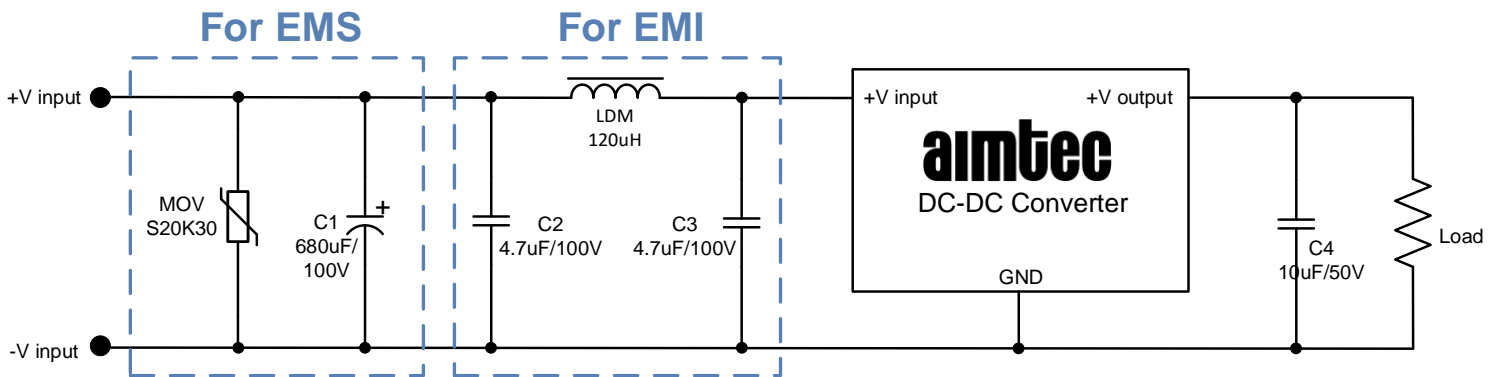 For EMS
For EMI
+V input
LDM
120uH
+V input
+V output
aimtec
DC-DC Converter
MOV
S20K30
C1
+
680uF/
100V
C2
4.7uF/100V
C3
4.7uF/100V
GND
C4
10uF/50V
Load
-V input